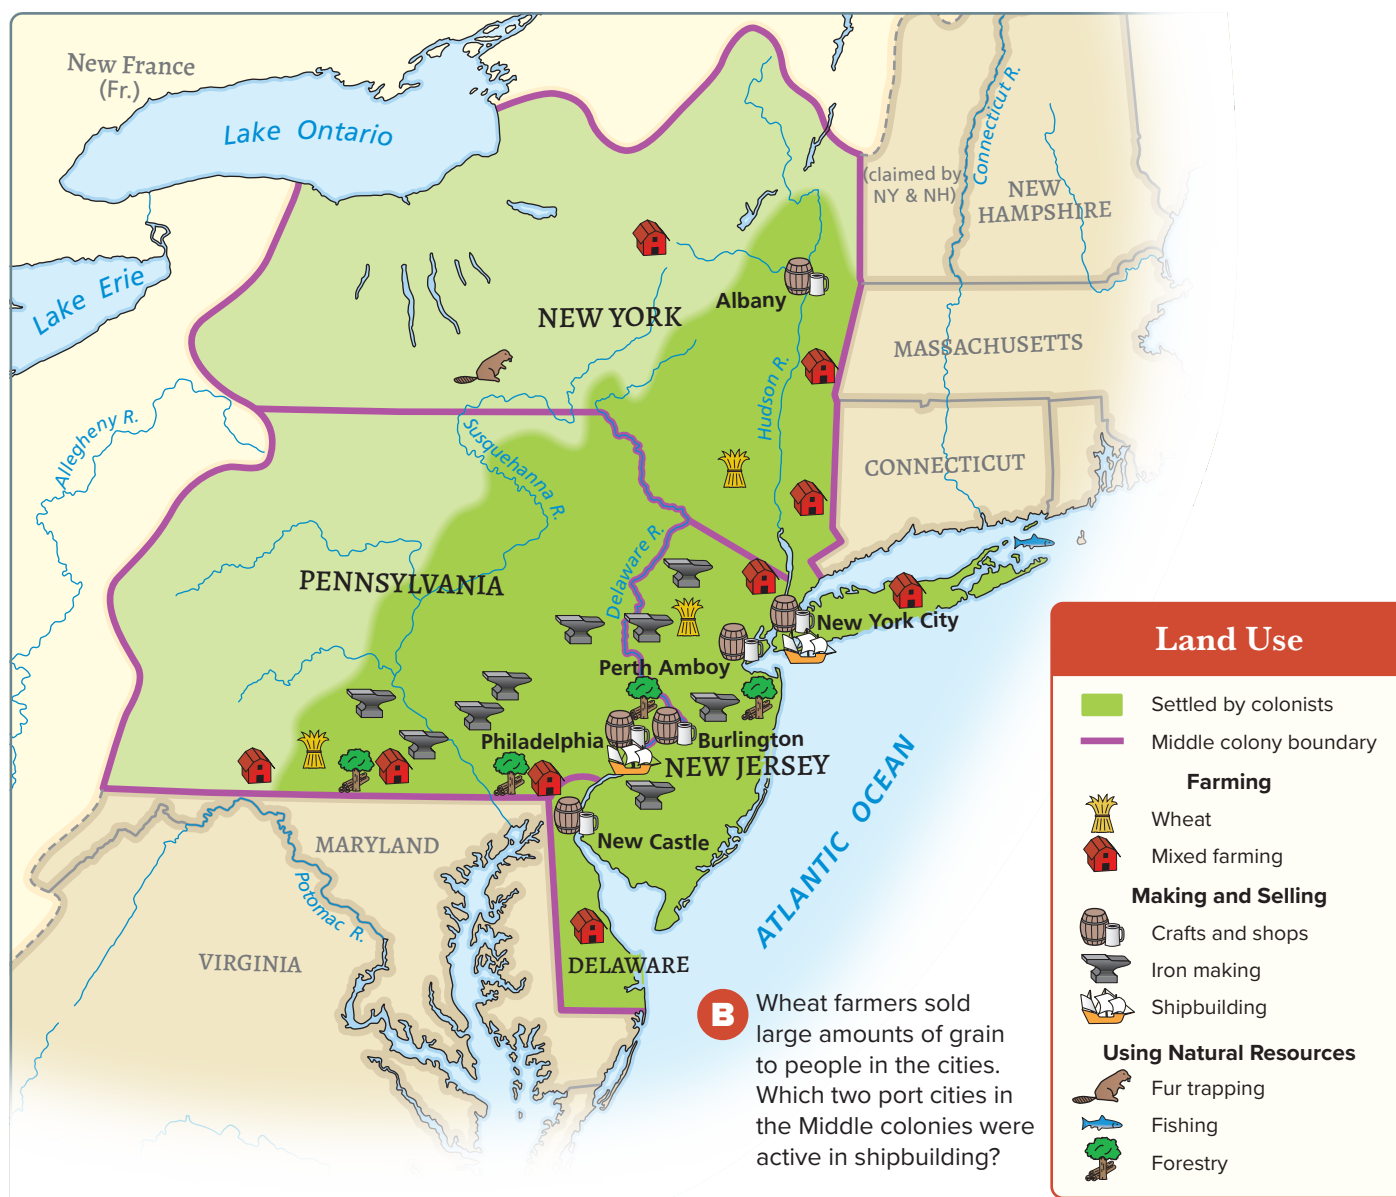 New France
(Fr.)
Lake Ontario
Lake Erie
Connecticut R.
(claimed by
NY & NH)
NEW
HAMPSHIRE
Albany
NEW YORK
MASSACHUSETTS
Hudson R.
Allegheny R.
Susquehanna R.
CONNECTICUT
Delaware R.
PENNSYLVANIA
New York City
Perth Amboy
Philadelphia
Burlington
NEW JERSEY
MARYLAND
New Castle
Potomac R.
ATLANTIC OCEAN
VIRGINIA
DELAWARE
B
Wheat farmers sold
large amounts of grain
to people in the cities.
Which two port cities in
the Middle colonies were
active in shipbuilding?
Land Use
Settled by colonists
Middle colony boundary
Farming
Wheat
Mixed farming
Making and Selling
Crafts and shops
Iron making
Shipbuilding
Using Natural Resources
Fur trapping
Fishing
Forestry